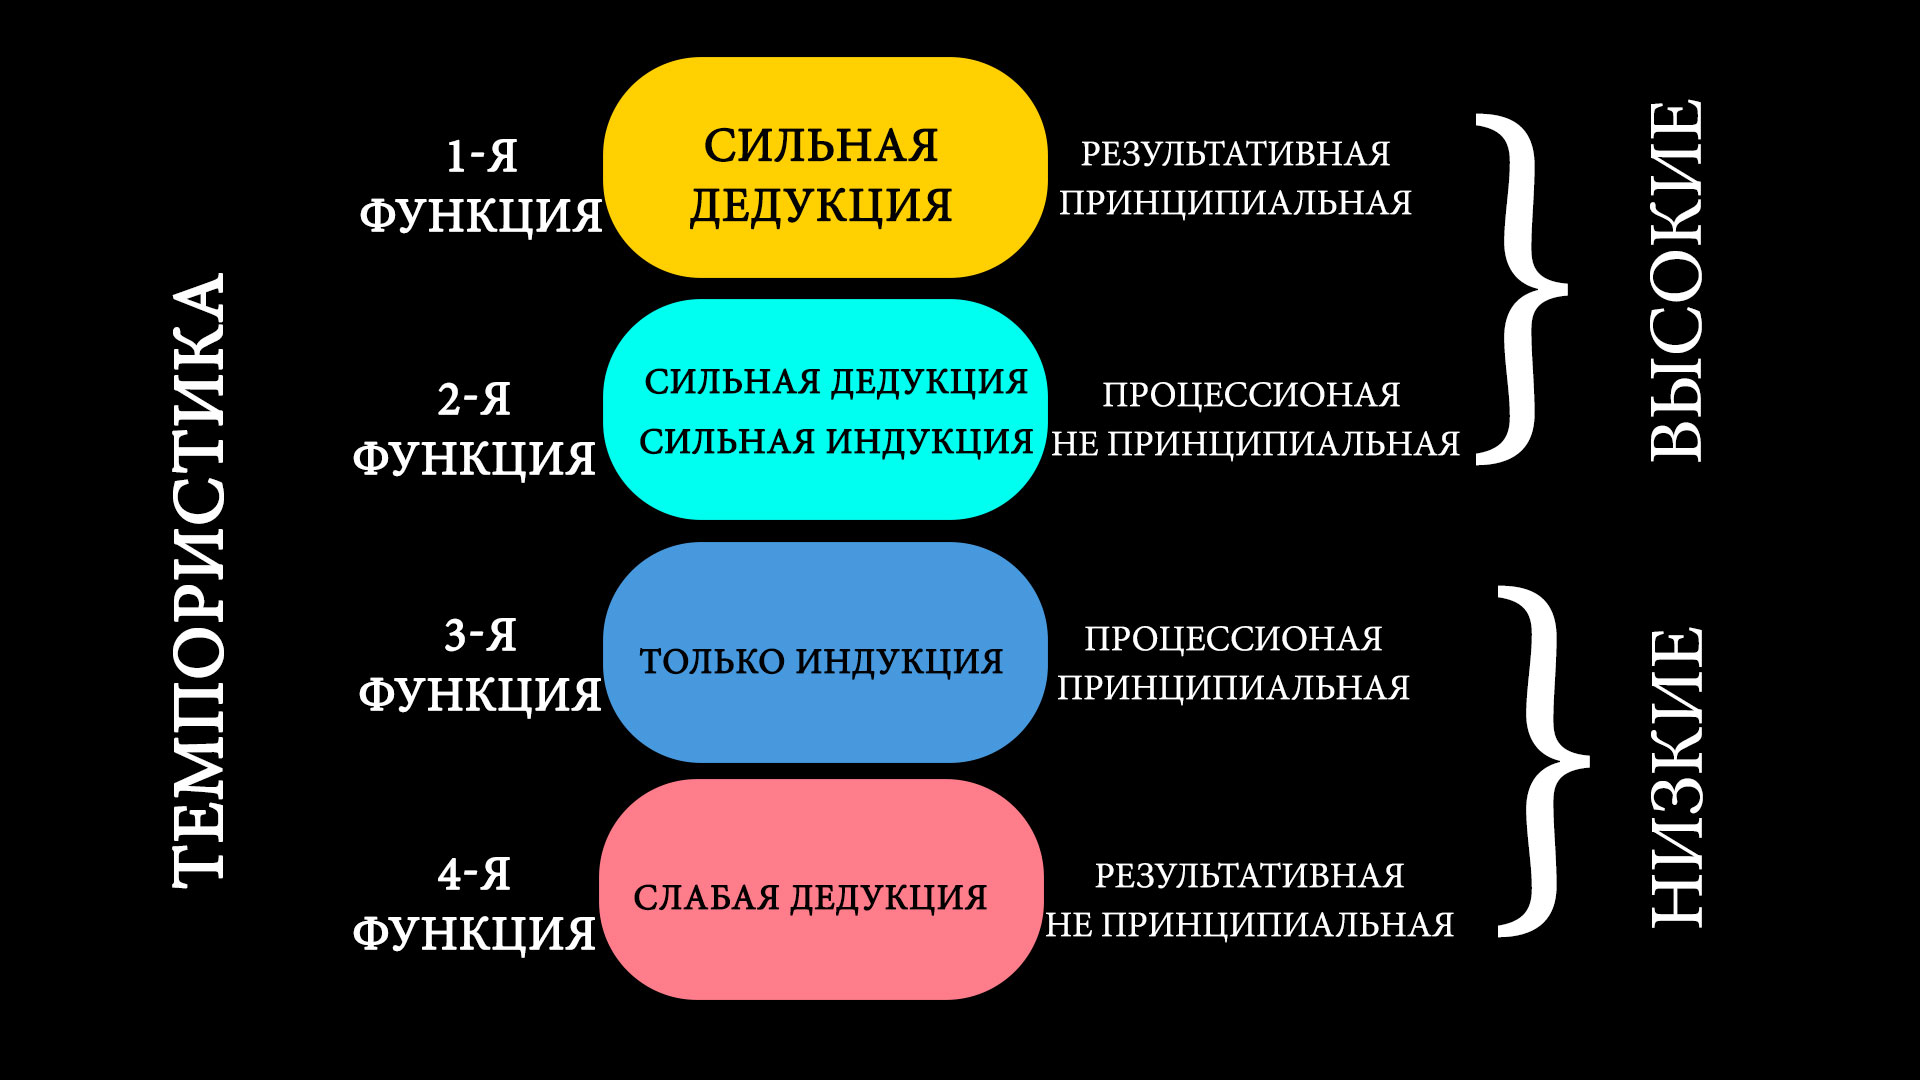 ТЕМПОРИСТИКА
1-Я
ФУНКЦИЯ
СИЛЬНАЯ
ДЕДУКЦИЯ
РЕЗУЛЬТАТИВНАЯ
ПРИНЦИПИАЛЬНАЯ
2-Я
ФУНКЦИЯ
СИЛЬНАЯ ДЕДУКЦИЯ
СИЛЬНАЯ ИНДУКЦИЯ
ПРОЦЕССИОНАЯ
НЕ ПРИНЦИПИАЛЬНАЯ
ВЫСОКИЕ
3-Я
ФУНКЦИЯ
ТОЛЬКО ИНДУКЦИЯ
ПРОЦЕССИОНАЯ
ПРИНЦИПИАЛЬНАЯ
4-Я
ФУНКЦИЯ
СЛАБАЯ ДЕДУКЦИЯ
РЕЗУЛЬТАТИВНАЯ
НЕ ПРИНЦИПИАЛЬНАЯ
НИЗКИЕ